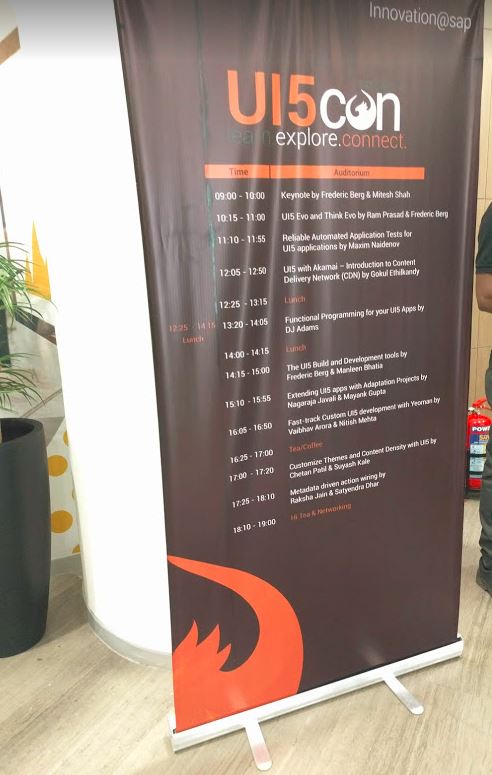 Innovation@sap
UI5con
learn.explore.connect.
Time Auditorium
09:00 - 10:00 Keynote by Frederic Berg & Mitesh Shah
10:15 - 11:00 UI5 Evo and Think Evo by Ram Prasad & Frederic Berg
11:10 - 11:55 Reliable Automated Application Tests for
UI5 applications by Maxim Naidenov
12:05 - 12:50 UI5 with Akamai – Introduction to Content
Delivery Network (CDN) by Gokul Ethilkandy
12:25 - 13:15 Lunch
12:25 - 14:15
Lunch
13:20 - 14:05 Functional Programming for your UI5 Apps by
DJ Adams
14:00 - 14:15 Lunch
14:15 - 15:00 The UI5 Build and Development tools by
Frederic Berg & Manleen Bhatia
15:10 - 15:55 Extending UI5 apps with Adaptation Projects by
Nagaraja Javali & Mayank Gupta
16:05 - 16:50 Fast-track Custom UI5 development with Yeoman by
Vaibhav Arora & Nitish Mehta
16:25 - 17:00 Tea/Coffee
17:00 - 17:20 Customize Themes and Content Density with UI5 by
Chetan Patil & Suyash Kale
17:25 - 18:10 Metadata driven action wiring by
Raksha Jain & Satyendra Dhar
18:10 - 19:00 Hi Tea & Networking